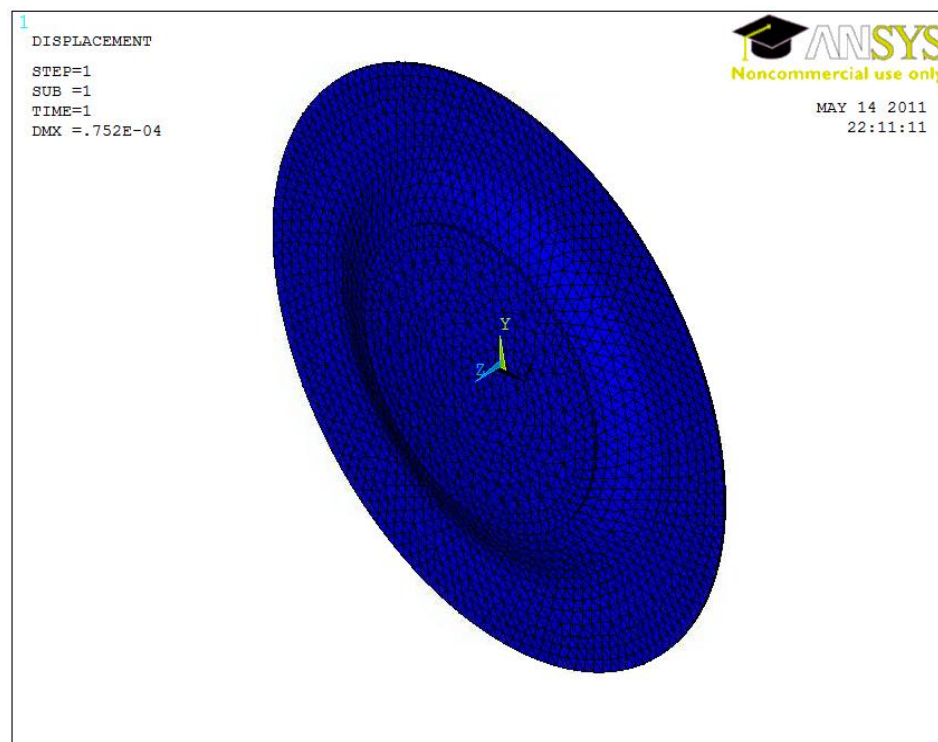 1
DISPLACEMENT
STEP=1
SUB =1
TIME=1
DMX =.752E-04
ANSYS
Noncommercial use only
MAY 14 2011
22:11:11
Y
Z